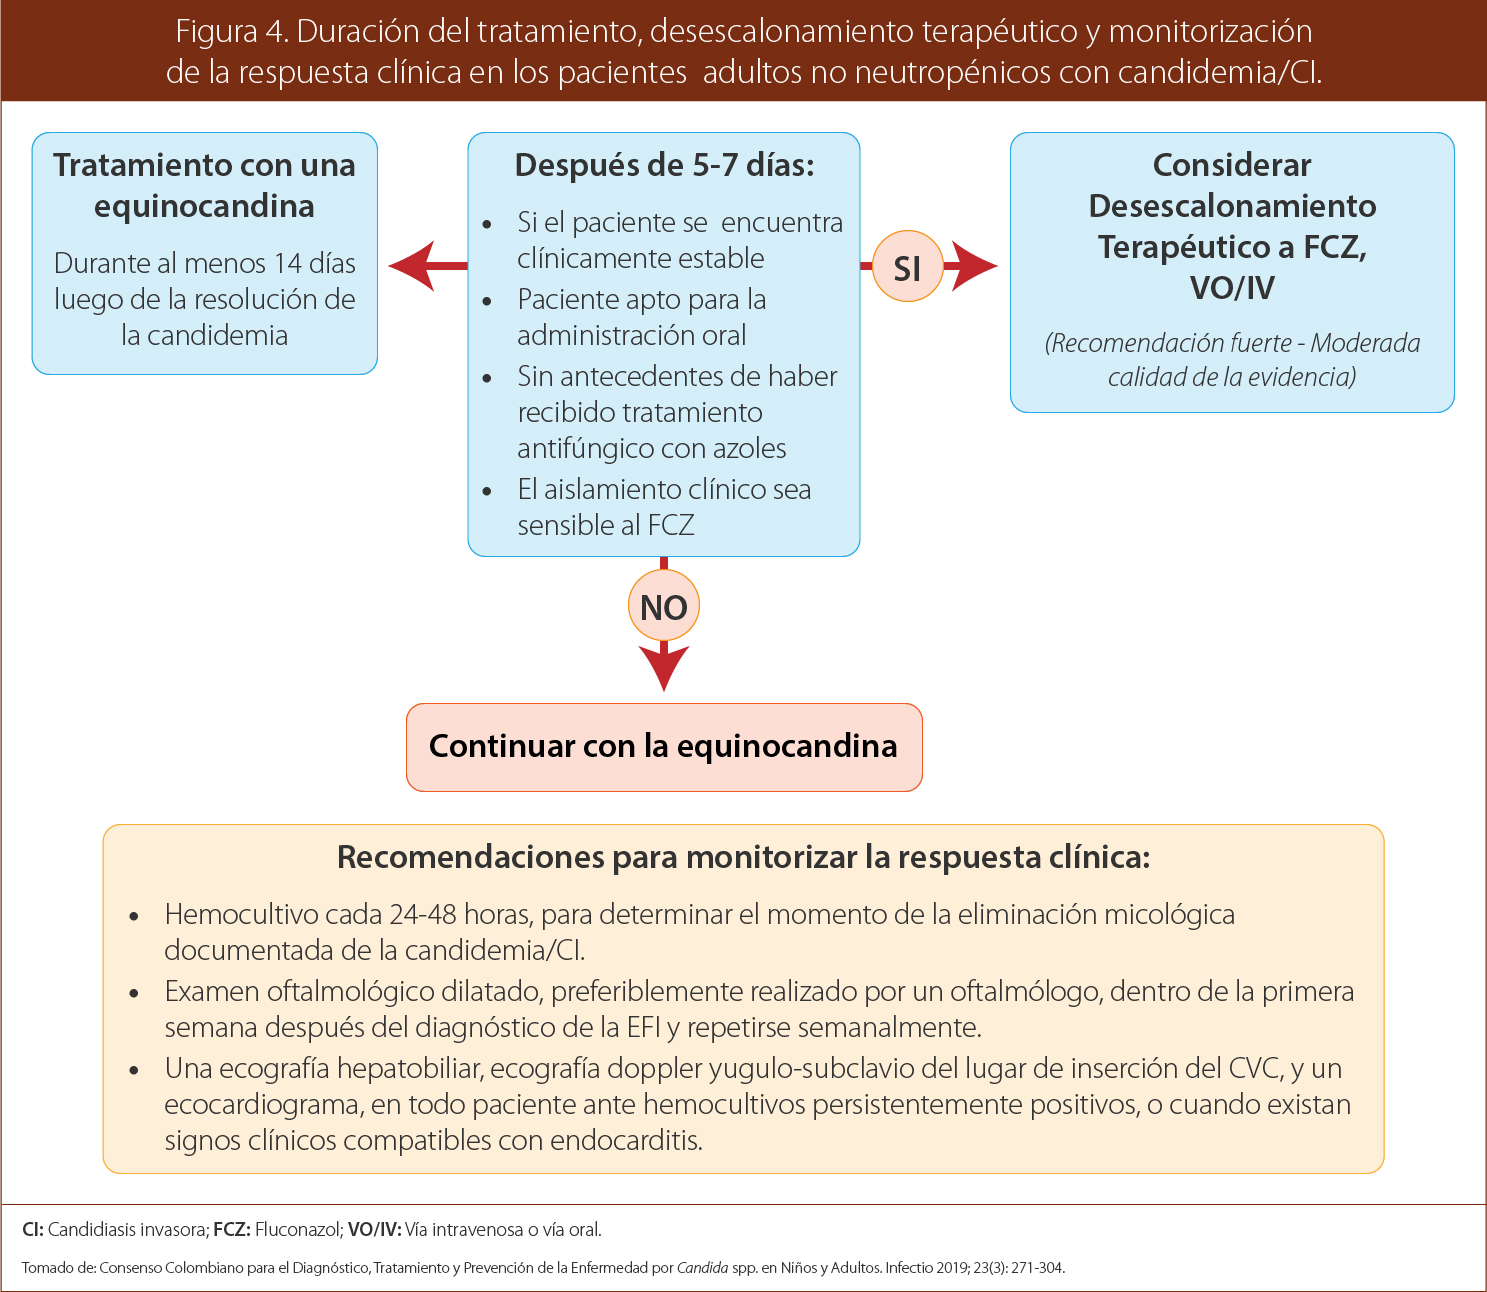 Figura 4. Duración del tratamiento, desescalonamiento terapéutico y monitorización
de la respuesta clínica en los pacientes adultos no neutropénicos con candidemia/CI.
Tratamiento con una
equinocandina
Durante al menos 14 días
luego de la resolución de
la candidemia
Después de 5-7 días:
• Si el paciente se encuentra
clínicamente estable
• Paciente apto para la
administración oral
• Sin antecedentes de haber
recibido tratamiento
antifúngico con azoles
• El aislamiento clínico sea
sensible al FCZ
SI
Considerar
Desescalonamiento
Terapéutico a FCZ,
VO/IV
(Recomendación fuerte - Moderada
calidad de la evidencia)
NO
Continuar con la equinocandina
Recomendaciones para monitorizar la respuesta clínica:
• Hemocultivo cada 24-48 horas, para determinar el momento de la eliminación micológica
documentada de la candidemia/CI.
• Examen oftalmológico dilatado, preferiblemente realizado por un oftalmólogo, dentro de la primera
semana después del diagnóstico de la EFI y repetirse semanalmente.
• Una ecografía hepatobiliar, ecografía doppler yugulo-subclavio del lugar de inserción del CVC, y un
ecocardiograma, en todo paciente ante hemocultivos persistentemente positivos, o cuando existan
signos clínicos compatibles con endocarditis.
CI: Candidiasis invasora; FCZ: Fluconazol; VO/IV: Vía intravenosa o vía oral.
Tomado de: Consenso Colombiano para el Diagnóstico, Tratamiento y Prevención de la Enfermedad por Candida spp. en Niños y Adultos. Infectio 2019; 23(3): 271-304.